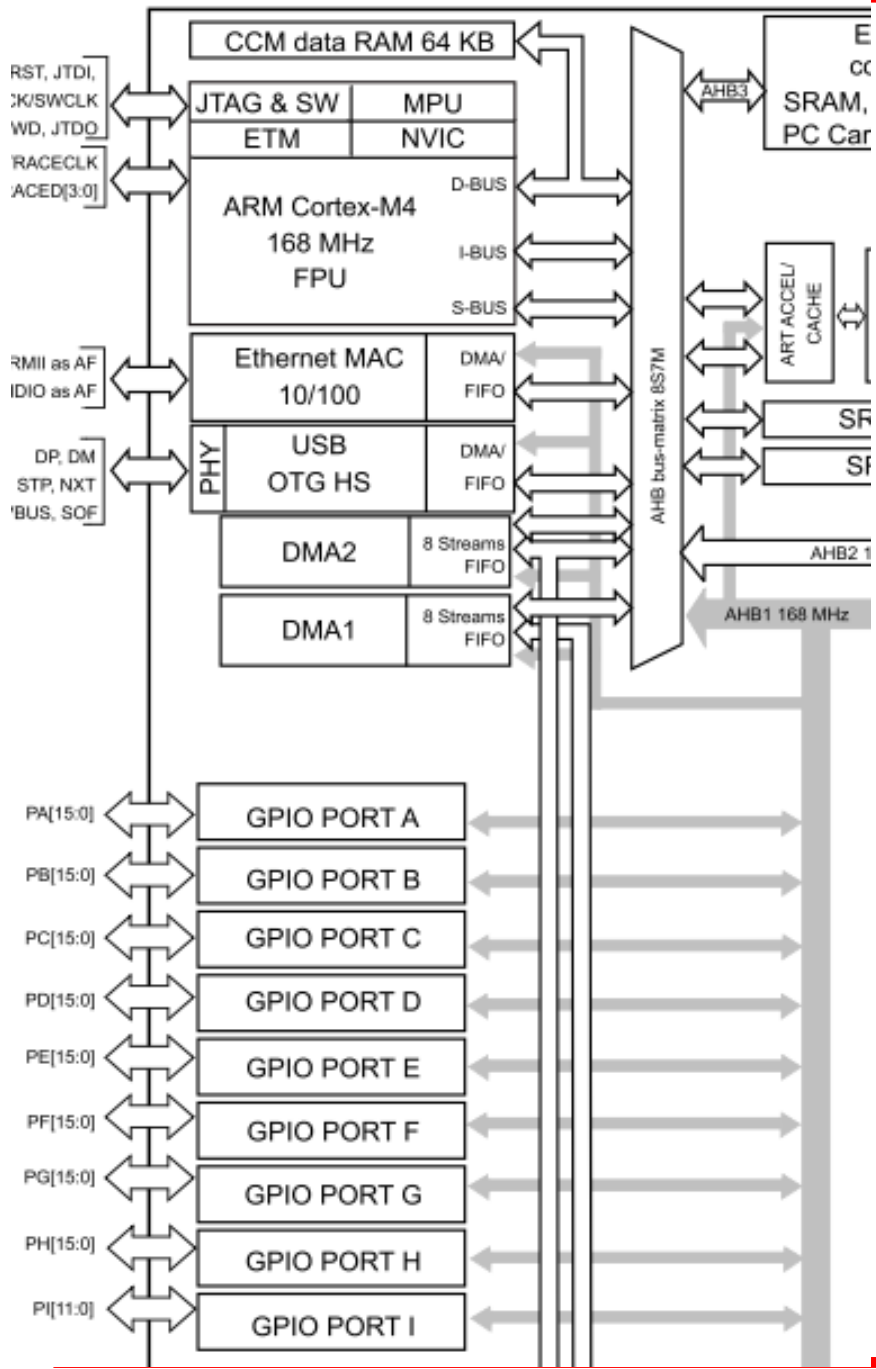 CCM data RAM 64 KB
RST, JTDI,
CK/SWCLK
WD, JTDO
JTAG & SW
MPU
ETM
NVIC
RACECLK
ACED[3:0]
ARM Cortex-M4
168 MHz
FPU
D-BUS
I-BUS
S-BUS
RMII as AF
IDIO as AF
Ethernet MAC
10/100
DMA/
FIFO
DP, DM
STP, NXT
BUS, SOF
PHY
USB
OTG HS
DMA/
FIFO
DMA2
8 Streams
FIFO
DMA1
8 Streams
FIFO
AHB bus-matrix 8S7M
AHB3
E
co
SRAM,
PC Car
ART ACCEL/
CACHE
SR
SR
AHB2 1
AHB1 168 MHz
PA[15:0]
GPIO PORT A
PB[15:0]
GPIO PORT B
PC[15:0]
GPIO PORT C
PD[15:0]
GPIO PORT D
PE[15:0]
GPIO PORT E
PF[15:0]
GPIO PORT F
PG[15:0]
GPIO PORT G
PH[15:0]
GPIO PORT H
PI[11:0]
GPIO PORT I